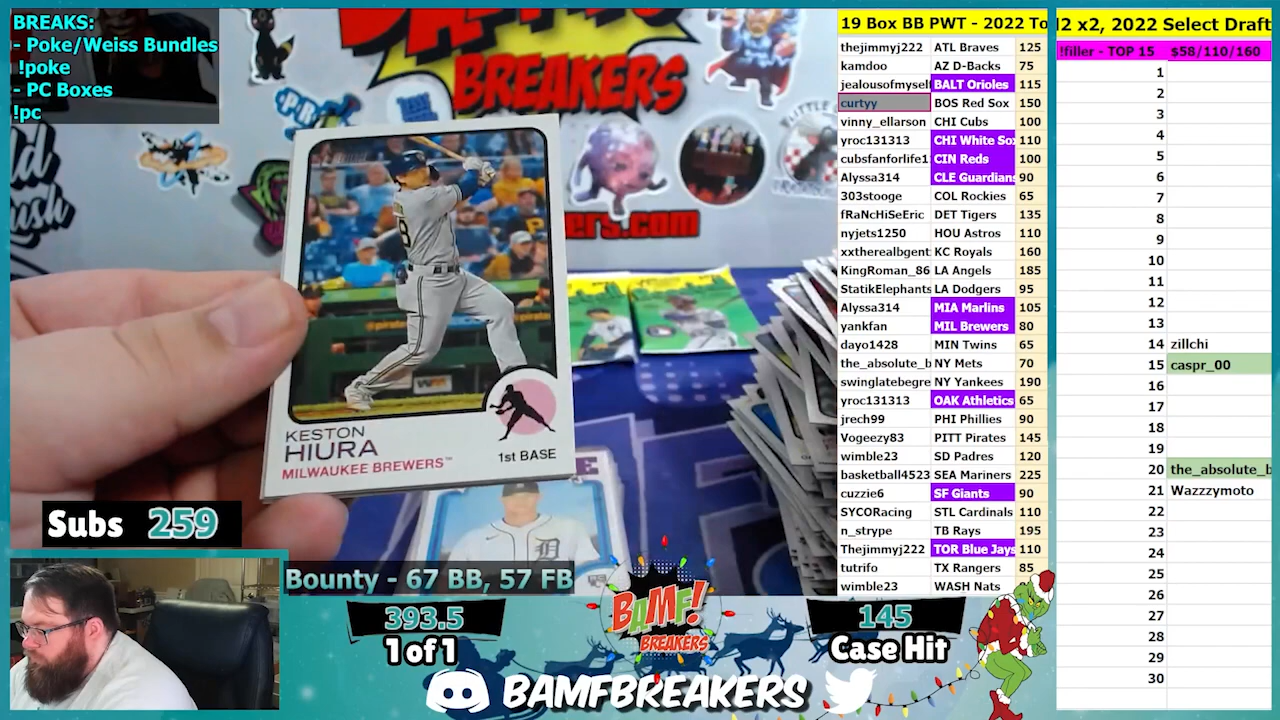 BREAKS:
- Poke/Weiss Bundles
!poke
- PC Boxes
!pc
BREAKERS
KESTON
HIURA
MILWAUKEE BREWERS™
1st BASE
Subs 259
Bounty - 67 BB, 57 FB
393.5
1 of 1
BAMF!
BREAKERS
145
Case Hit
BAMFBREAKERS
19 Box BB PWT - 2022 To
thejimmyj222 ATL Braves 125
kamdoo AZ D-Backs 75
jealousofmysel BALT Orioles 115
curtyy BOS Red Sox 150
vinny_ellarson CHI Cubs 100
yroc131313 CHI White Sox 110
cubsfanforlife1 CIN Reds 100
Alyssa314 CLE Guardians 90
303stooge COL Rockies 65
fRaNcHiSeEric DET Tigers 135
nyjets1250 HOU Astros 110
xxtherealbgent KC Royals 160
KingRoman_86 LA Angels 185
StatikElephants LA Dodgers 95
Alyssa314 MIA Marlins 105
yankfan MIL Brewers 80
dayo1428 MIN Twins 65
the_absolute_b NY Mets 70
swinglatebegre NY Yankees 190
yroc131313 OAK Athletics 65
jrech99 PHI Phillies 90
Vogeezy83 PITT Pirates 145
wimble23 SD Padres 120
basketball4523 SEA Mariners 225
cuzzie6 SF Giants 90
SYCORacing STL Cardinals 110
n_strype TB Rays 195
Thejimmyj222 TOR Blue Jays 110
tutrifo TX Rangers 85
wimble23 WASH Nats
2 x2, 2022 Select Draft
!filler - TOP 15 $58/110/160
1
2
3
4
5
6
7
8
9
10
11
12
13
14 zillchi
15 caspr_00
16
17
18
19
20 the_absolute_b
21 Wazzzymoto
22
23
24
25
26
27
28
29
30